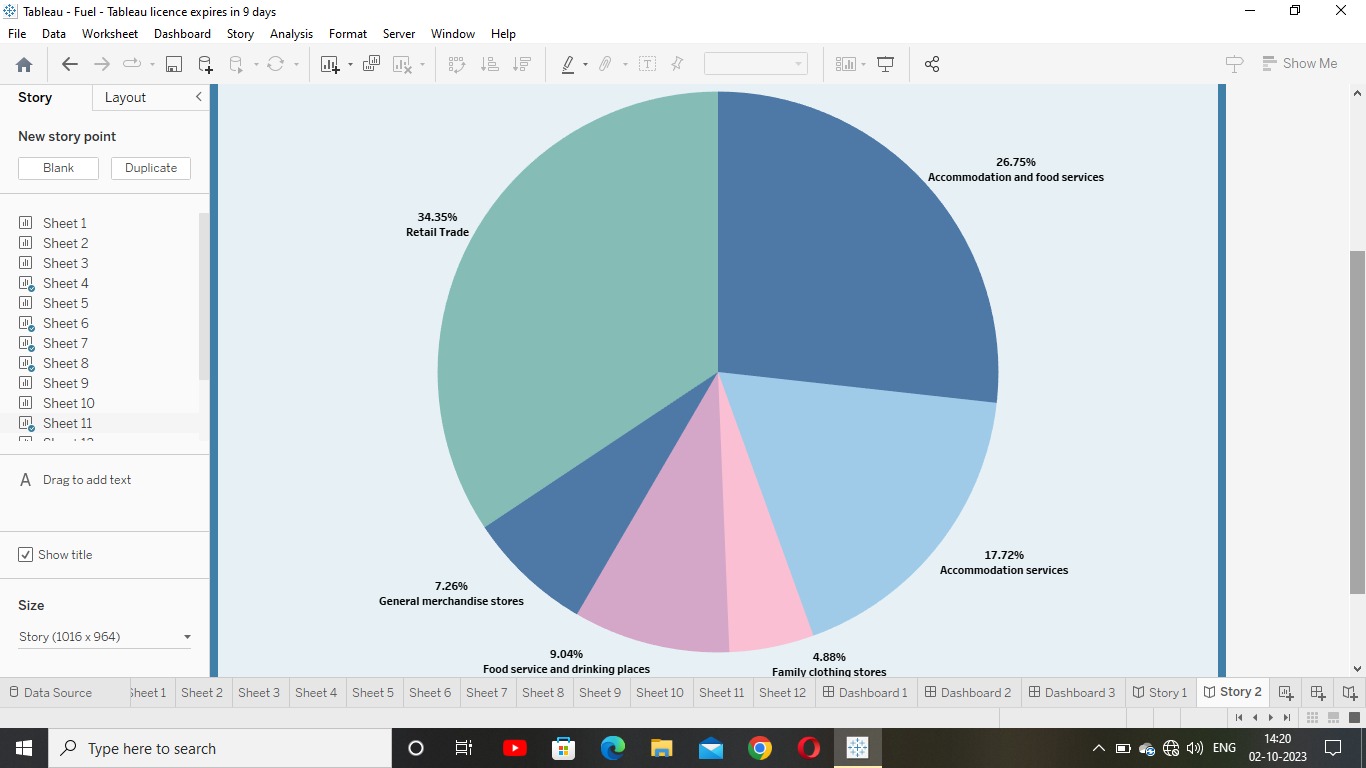 Tableau - Fuel - Tableau licence expires in 9 days
File Data Worksheet Dashboard Story Analysis Format Server Window Help
Show Me
Story Layout
New story point
Blank Duplicate
Sheet 1
Sheet 2
Sheet 3
Sheet 4
Sheet 5
Sheet 6
Sheet 7
Sheet 8
Sheet 9
Sheet 10
Sheet 11
A Drag to add text
Show title
Size
Story (1016 x 964)
26.75%
Accommodation and food services
34.35%
Retail Trade
17.72%
Accommodation services
7.26%
General merchandise stores
9.04%
Food service and drinking places
4.88%
Family clothing stores
Data Source Sheet 1 Sheet 2 Sheet 3 Sheet 4 Sheet 5 Sheet 6 Sheet 7 Sheet 8 Sheet 9 Sheet 10 Sheet 11 Sheet 12 Dashboard 1 Dashboard 2 Dashboard 3 Story 1 Story 2
Type here to search
ENG
14:20
02-10-2023